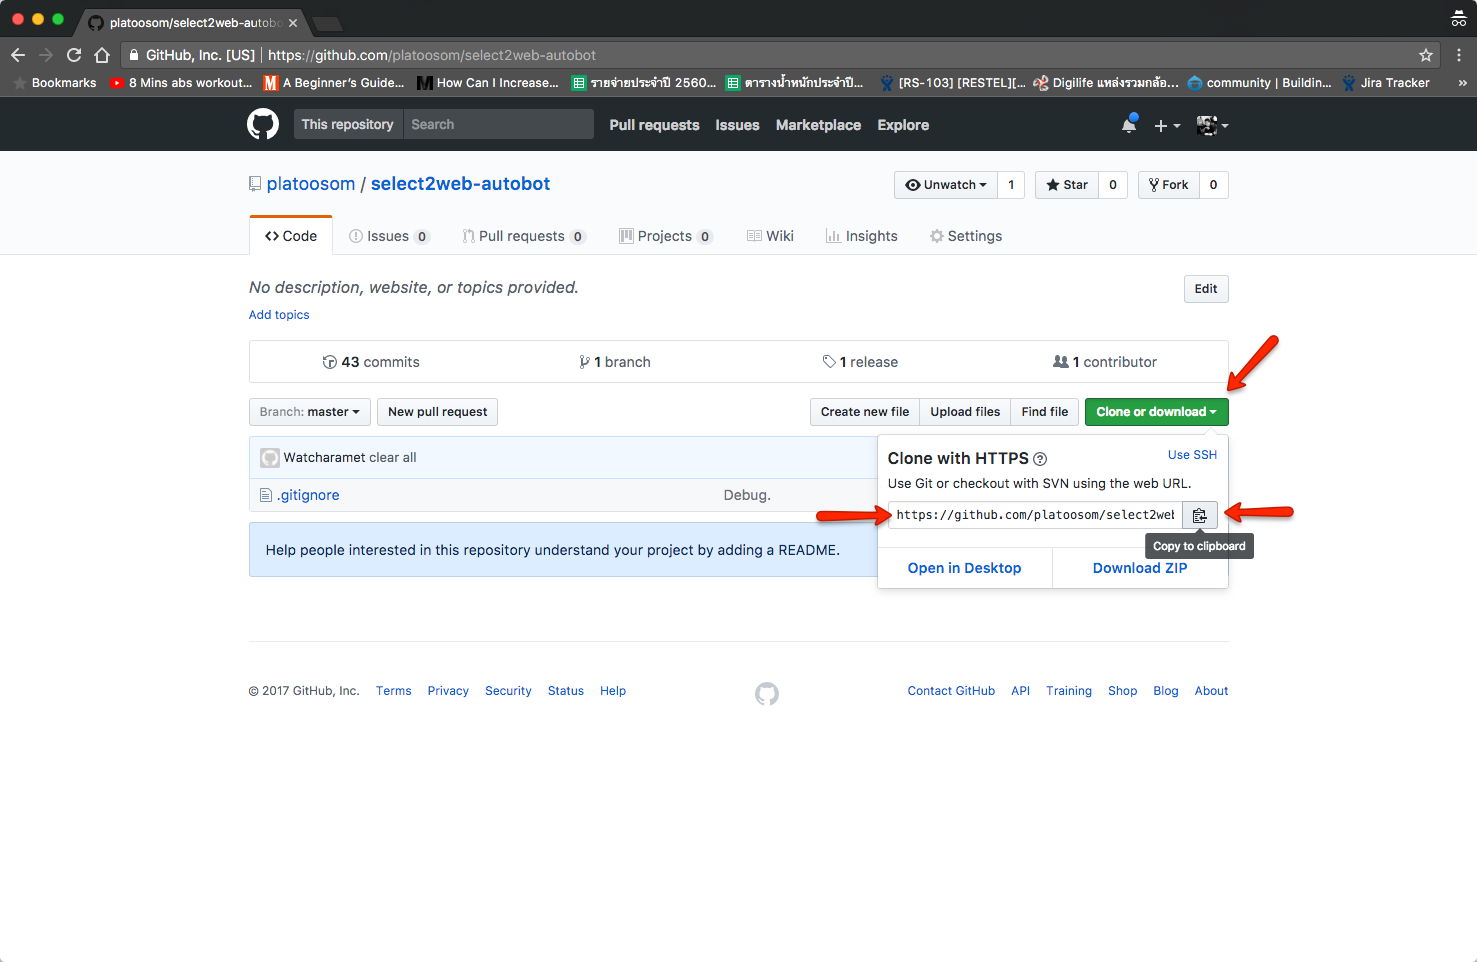 platoosom/select2web-autobo
GitHub, Inc. [US] | https://github.com/platoosom/select2web-autobot
Bookmarks 8 Mins abs workout... A Beginner's Guide... How Can I Increase... รายจ่ายประจำปี 2560... ตารางน้ำหนักประจำปี... [RS-103] [RESTEL][... Digilife แหล่งรวมกล้อ... community | Buildin... Jira Tracker »
This repository Search Pull requests Issues Marketplace Explore
platoosom / select2web-autobot Unwatch 1 Star 0 Fork 0
Code Issues 0 Pull requests 0 Projects 0 Wiki Insights Settings
No description, website, or topics provided. Edit
Add topics
43 commits 1 branch 1 release 1 contributor
Branch: master New pull request Create new file Upload files Find file Clone or download
Watcharamet clear all
.gitignore Debug.
Help people interested in this repository understand your project by adding a README.
Clone with HTTPS ? Use SSH
Use Git or checkout with SVN using the web URL.
https://github.com/platoosom/select2web
Copy to clipboard
Open in Desktop Download ZIP
© 2017 GitHub, Inc. Terms Privacy Security Status Help Contact GitHub API Training Shop Blog About